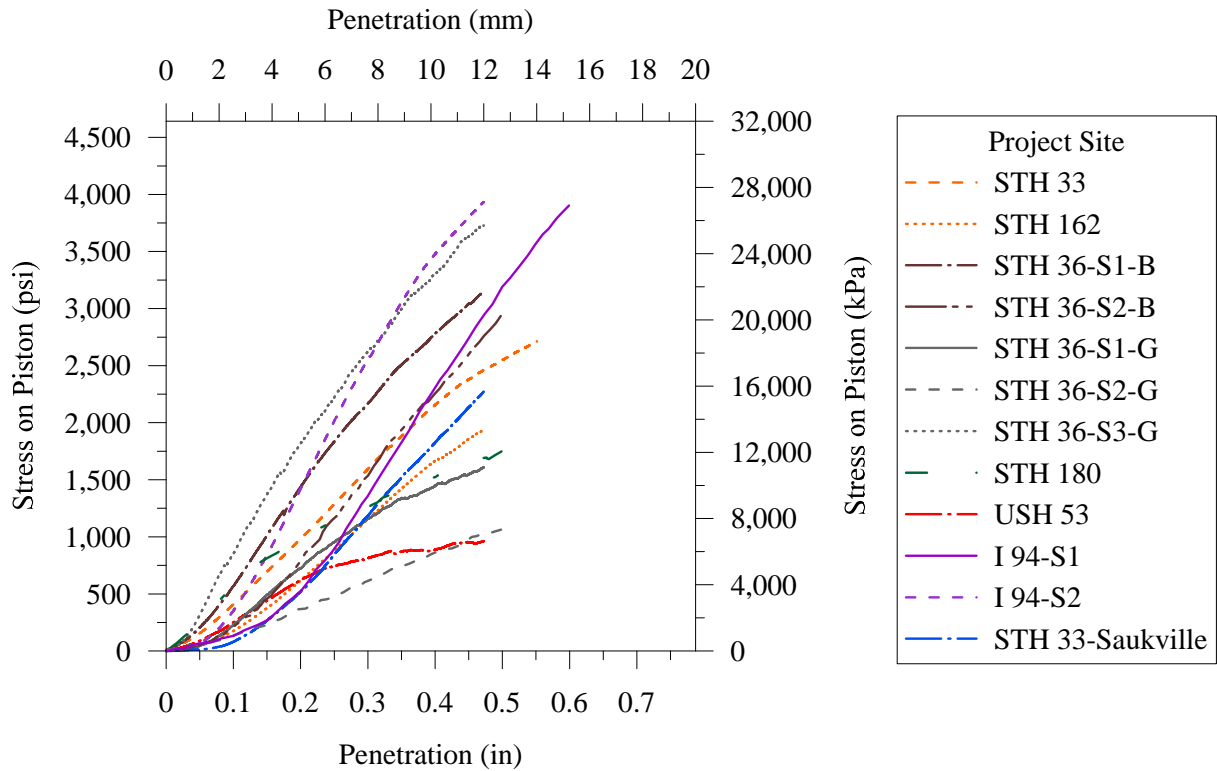 Penetration (mm)
0 2 4 6 8 10 12 14 16 18 20
Stress on Piston (psi)
4,500
4,000
3,500
3,000
2,500
2,000
1,500
1,000
500
0
32,000
28,000
24,000
20,000
16,000
12,000
8,000
4,000
0
Stress on Piston (kPa)
0 0.1 0.2 0.3 0.4 0.5 0.6 0.7
Penetration (in)
Project Site
STH 33
STH 162
STH 36-S1-B
STH 36-S2-B
STH 36-S1-G
STH 36-S2-G
STH 36-S3-G
STH 180
USH 53
I 94-S1
I 94-S2
STH 33-Saukville